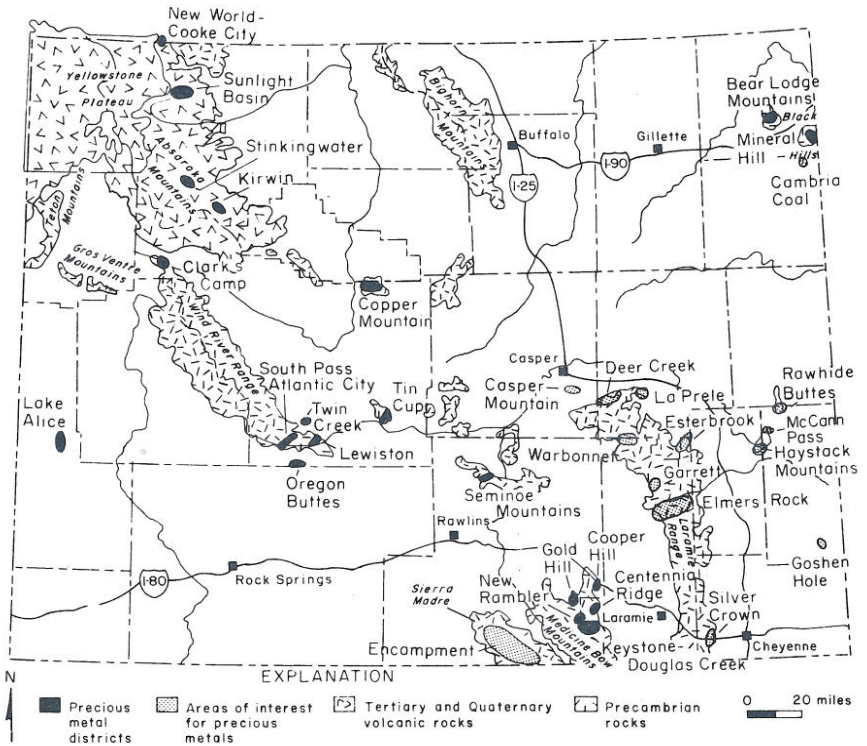 New World-
Cooke City
Yellowstone
Plateau
Sunlight
Basin
Absaroka
Mountains
Stinkingwater
Kirwin
Teton
Mountains
Gros Ventre
Mountains
Clark's
Camp
Bighorn
Mountains
Buffalo
Gillette
I-90
I-25
Bear Lodge
Mountains
Black
Hills
Mineral
Hill
Cambria
Coal
Copper
Mountain
Wind River Range
South Pass
Atlantic City
Twin
Creek
Lewiston
Oregon
Buttes
Lake
Alice
Tin
Cup
Casper
Casper
Mountain
Deer Creek
La Prele
Rawhide
Buttes
Esterbrook
McCann
Pass
Haystack
Mountains
Warbonnet
Garrett
Seminoe
Mountains
Elmers Rock
Laramie
Range
Rawlins
Rock Springs
I-80
Cooper
Hill
Gold
Hill
Centennial
Ridge
Goshen
Hole
New
Rambler
Sierra
Madre
Laramie
Silver
Crown
Encampment
Medicine Bow
Mountains
Keystone-
Douglas Creek
Cheyenne
N
EXPLANATION
Precious
metal
districts
Areas of interest
for precious
metals
Tertiary and Quaternary
volcanic rocks
Precambrian
rocks
0 20 miles